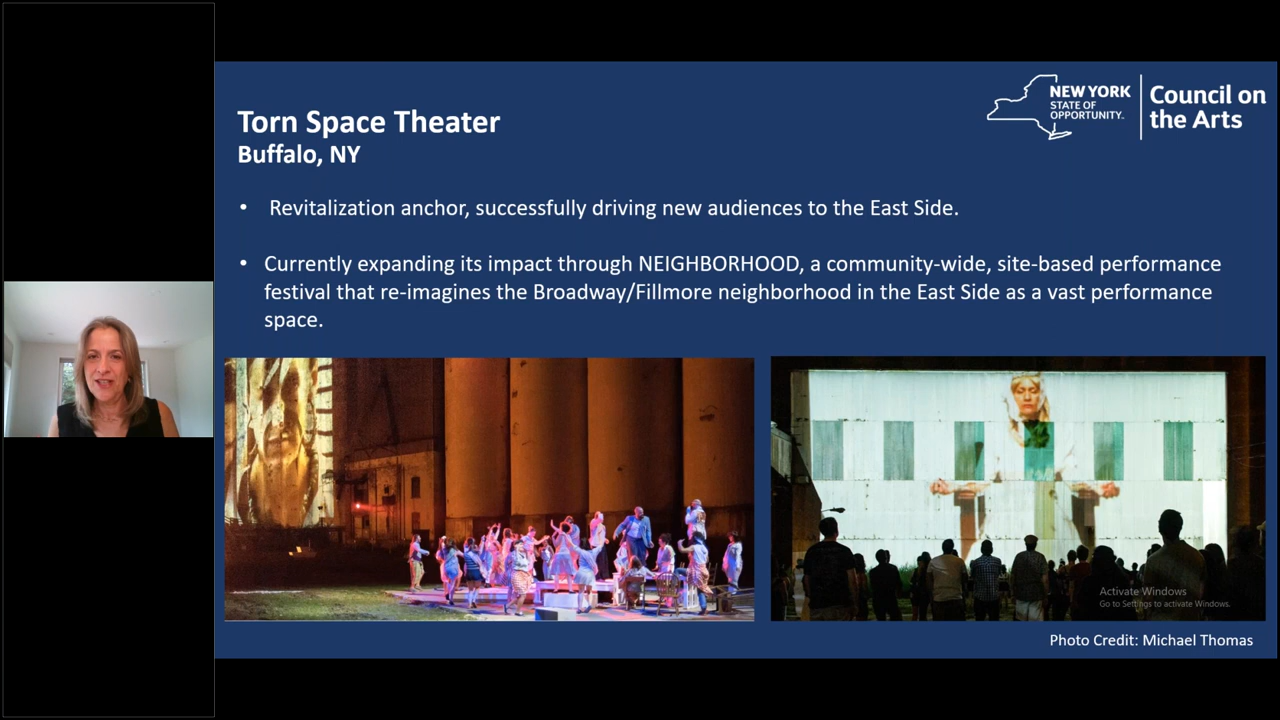 NEW YORK
STATE OF
OPPORTUNITY™
Council on
the Arts
Torn Space Theater
Buffalo, NY
• Revitalization anchor, successfully driving new audiences to the East Side.
• Currently expanding its impact through NEIGHBORHOOD, a community-wide, site-based performance
festival that re-imagines the Broadway/Fillmore neighborhood in the East Side as a vast performance
space.
Activate Windows
Go to Settings to activate Windows.
Photo Credit: Michael Thomas